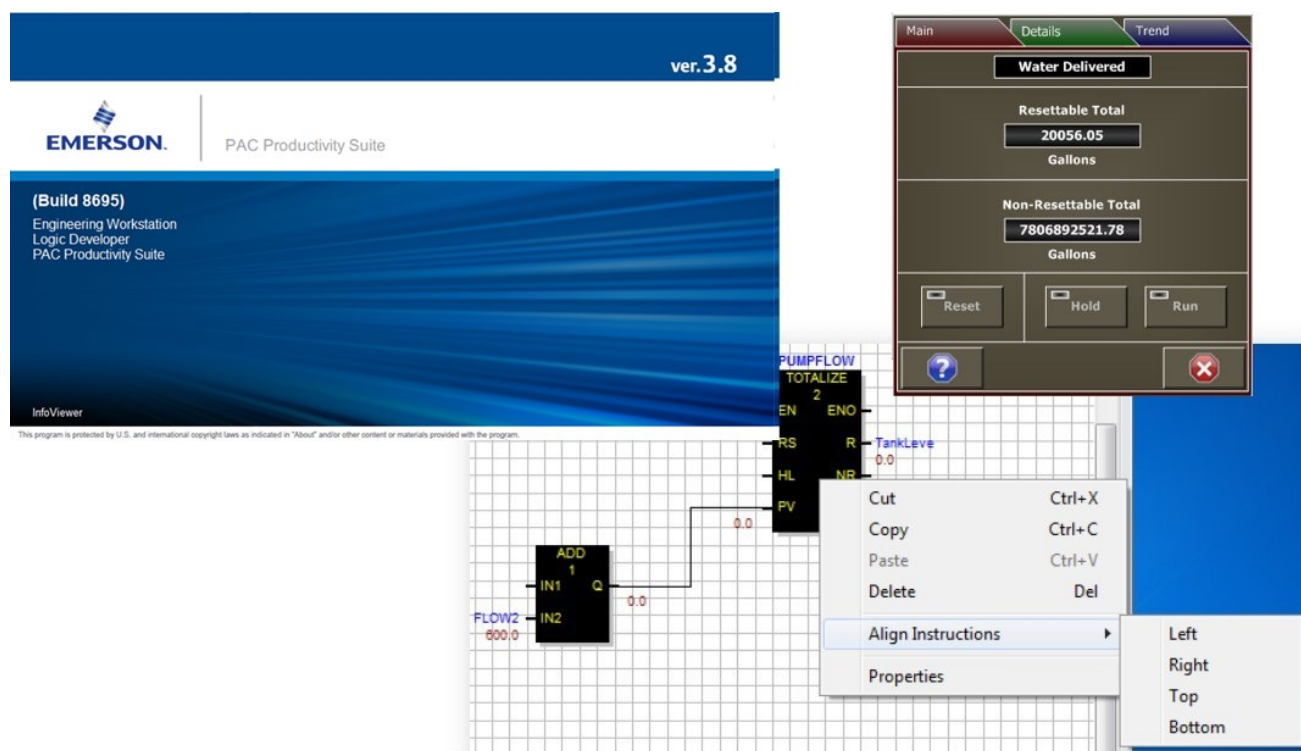 ver.3.8
EMERSON.
PAC Productivity Suite
(Build 8695)
Engineering Workstation
Logic Developer
PAC Productivity Suite
InfoViewer
This program is protected by U.S. and international copyright laws as indicated in "About" and/or other content or materials provided with the program.
Main Details Trend
Water Delivered
Resettable Total
20056.05
Gallons
Non-Resettable Total
7806892521.78
Gallons
Reset Hold Run
?
PUMPFLOW
TOTALIZE
2
EN ENO
RS R TankLeve
0.0
HL NR
PV
0.0
ADD
1
IN1 Q
0.0
FLOW2 IN2
600.0
Cut Ctrl+X
Copy Ctrl+C
Paste Ctrl+V
Delete Del
Align Instructions
Properties
Left
Right
Top
Bottom